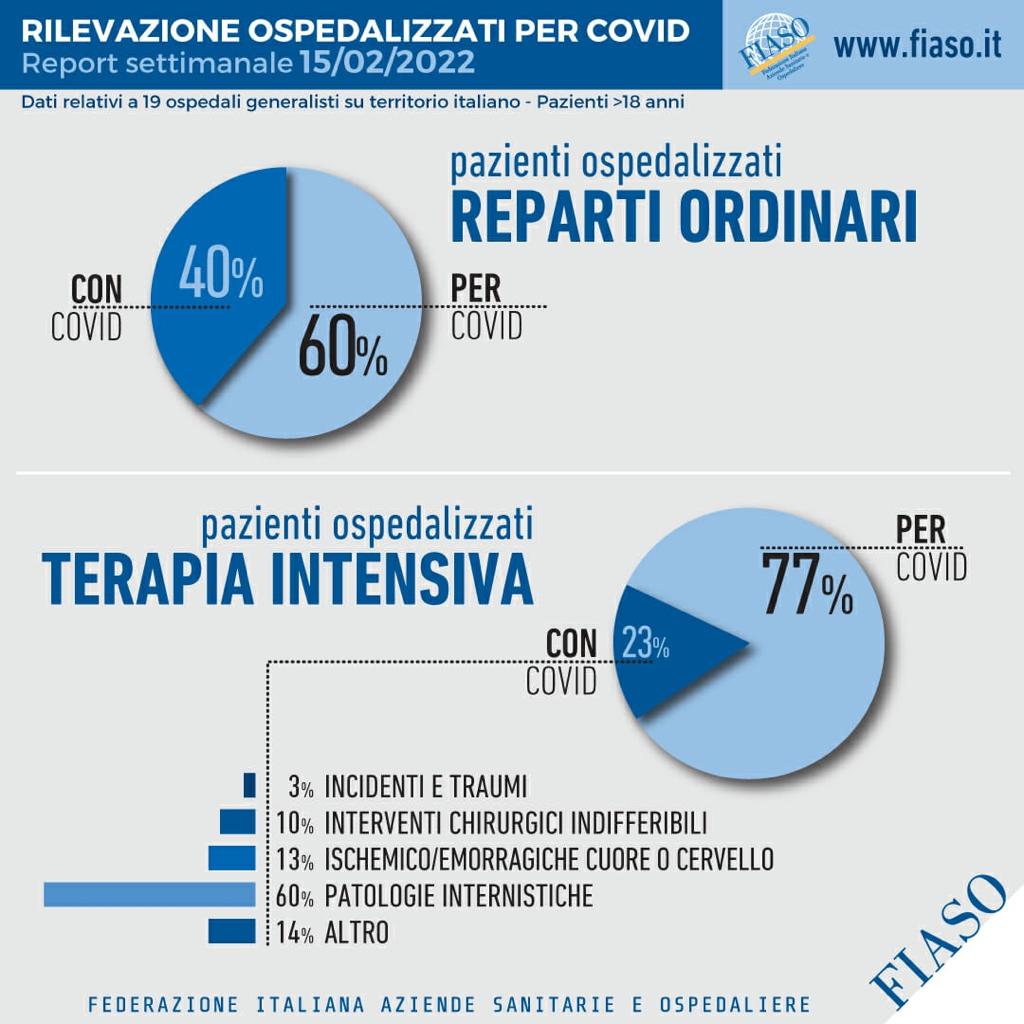 RILEVAZIONE OSPEDALIZZATI PER COVID
Report settimanale 15/02/2022
FIASO
Federazione Italiana
Aziende Sanitarie e
Ospedaliere
www.fiaso.it
Dati relativi a 19 ospedali generalisti su territorio italiano - Pazienti >18 anni
pazienti ospedalizzati
REPARTI ORDINARI
40%
CON
COVID
PER
COVID
60%
pazienti ospedalizzati
TERAPIA INTENSIVA
PER
COVID
77%
CON
COVID
23%
3% INCIDENTI E TRAUMI
10% INTERVENTI CHIRURGICI INDIFFERIBILI
13% ISCHEMICO/EMORRAGICHE CUORE O CERVELLO
60% PATOLOGIE INTERNISTICHE
14% ALTRO
FIASO
FEDERAZIONE ITALIANA AZIENDE SANITARIE E OSPEDALIERE